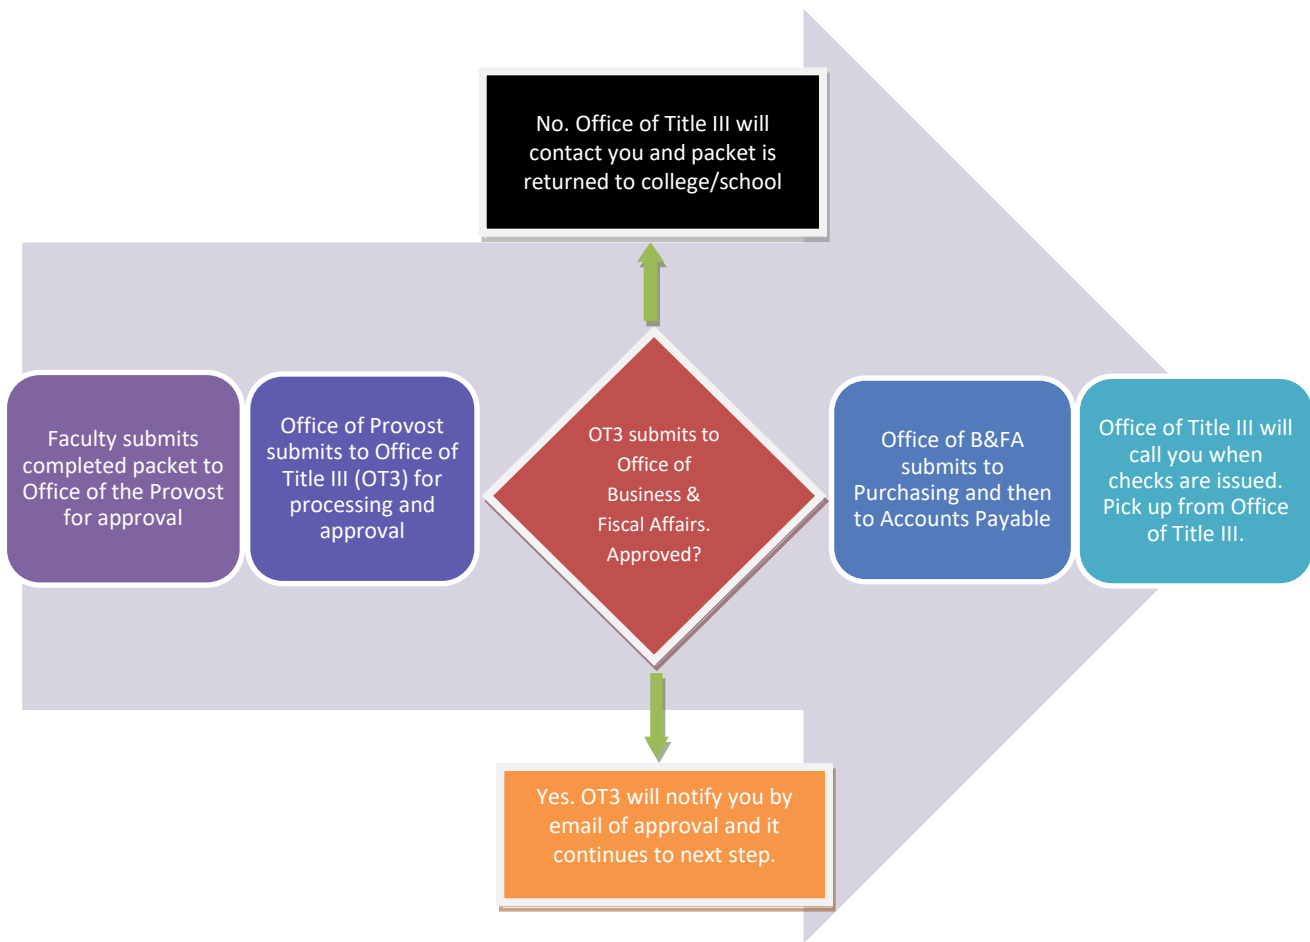 No. Office of Title III will
contact you and packet is
returned to college/school
Faculty submits
completed packet to
Office of the Provost
for approval
Office of Provost
submits to Office of
Title III (OT3) for
processing and
approval
OT3 submits to
Office of
Business &
Fiscal Affairs.
Approved?
Office of B&FA
submits to
Purchasing and then
to Accounts Payable
Office of Title III will
call you when
checks are issued.
Pick up from Office
of Title III.
Yes. OT3 will notify you by
email of approval and it
continues to next step.